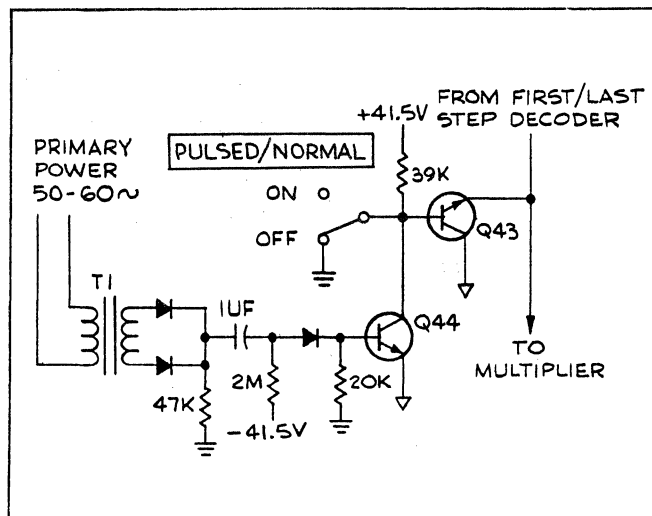 FROM FIRST/LAST
STEP DECODER
+41.5V
PRIMARY
POWER
50-60~
PULSED/NORMAL
39K
ON
OFF
Q43
T1
1UF
Q44
TO
MULTIPLIER
47K
2M
20K
-41.5V